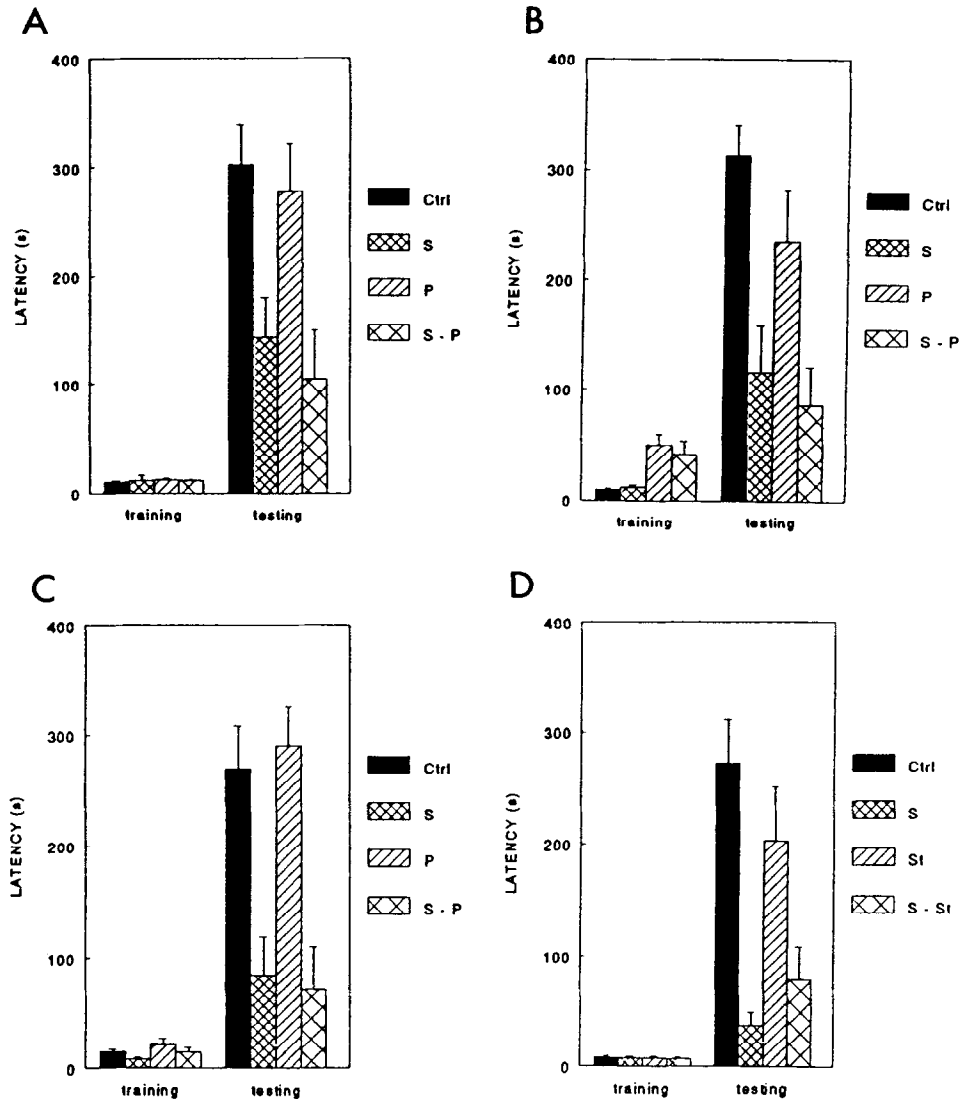 A
LATENCY (s)
400
300
200
100
0
training
testing
Ctrl
S
P
S - P
B
LATENCY (s)
400
300
200
100
0
training
testing
Ctrl
S
P
S - P
C
LATENCY (s)
400
300
200
100
0
training
testing
Ctrl
S
P
S - P
D
LATENCY (s)
400
300
200
100
0
training
testing
Ctrl
S
St
S - St